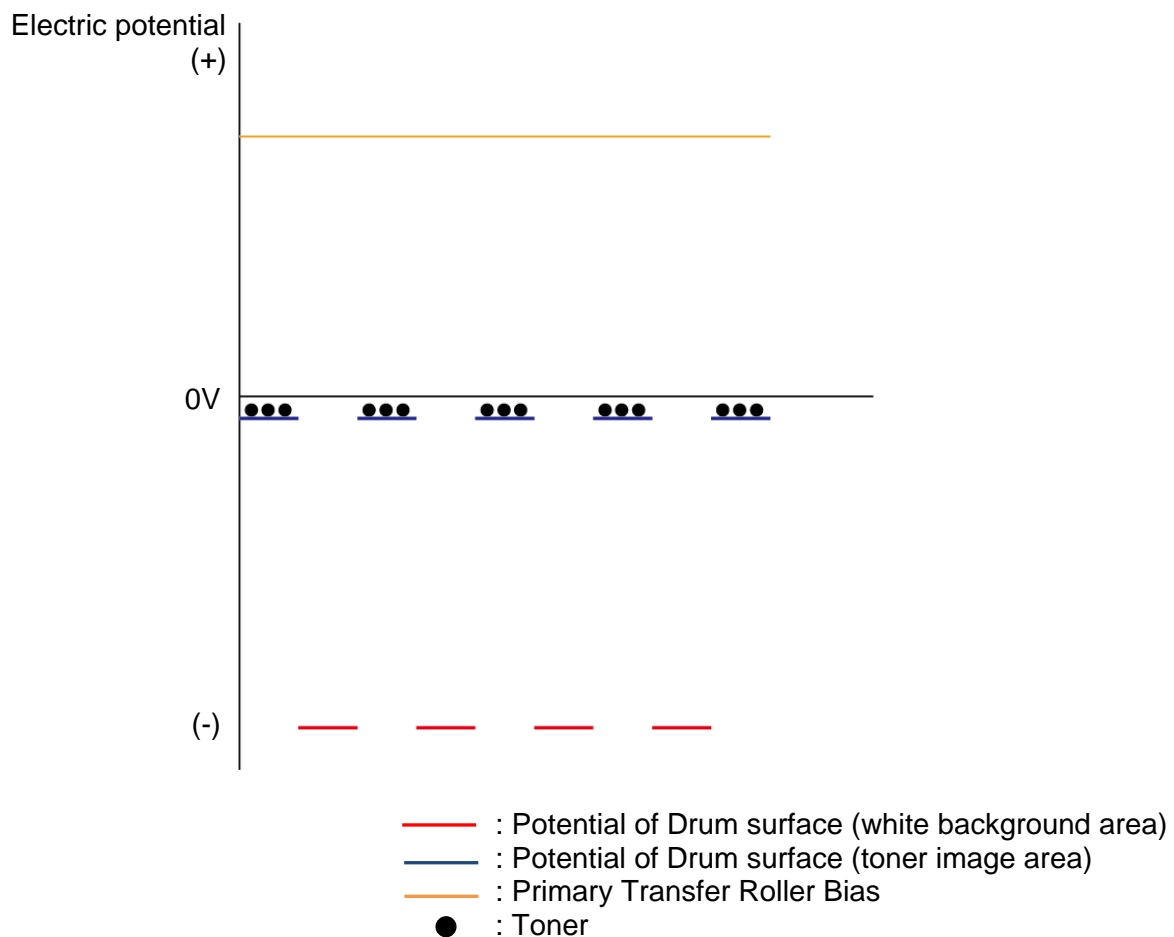 Electric potential
(+)
0V
(-)
: Potential of Drum surface (white background area)
: Potential of Drum surface (toner image area)
: Primary Transfer Roller Bias
: Toner